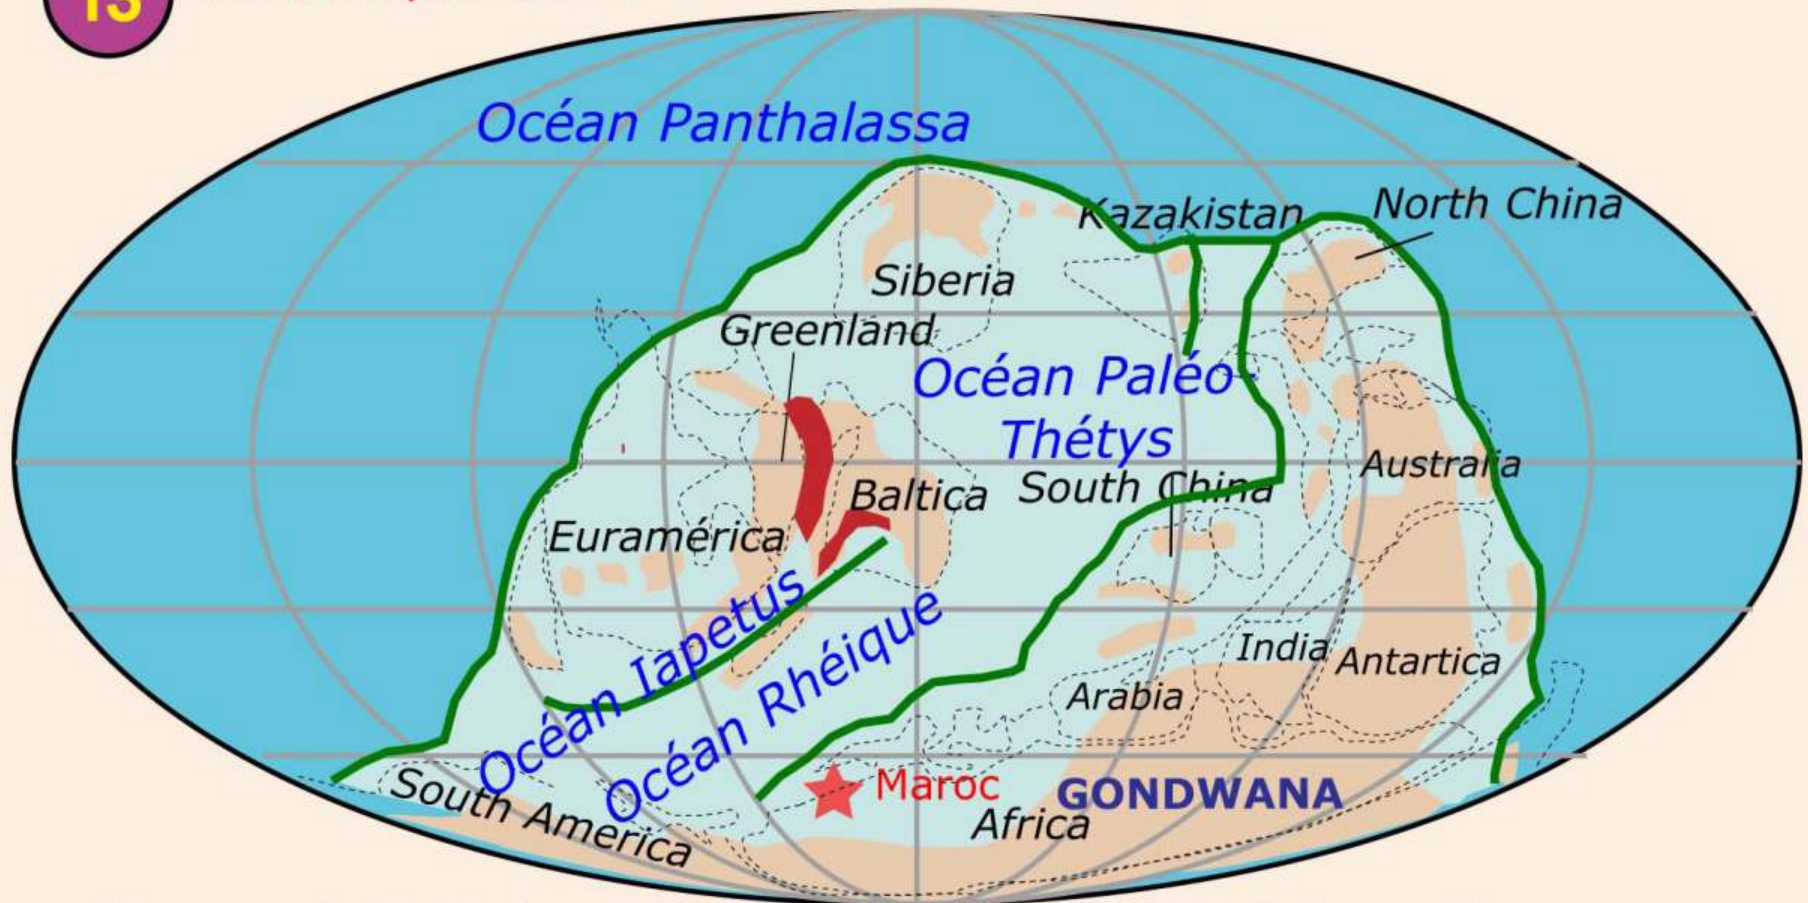 13
Océan Panthalassa
Kazakistan
North China
Siberia
Greenland
Océan Paléo-
Thétys
Australia
Baltica
South China
Euramérica
Océan Iapetus
Océan Rhéique
India
Antartica
Arabia
South America
Maroc
GONDWANA
Africa